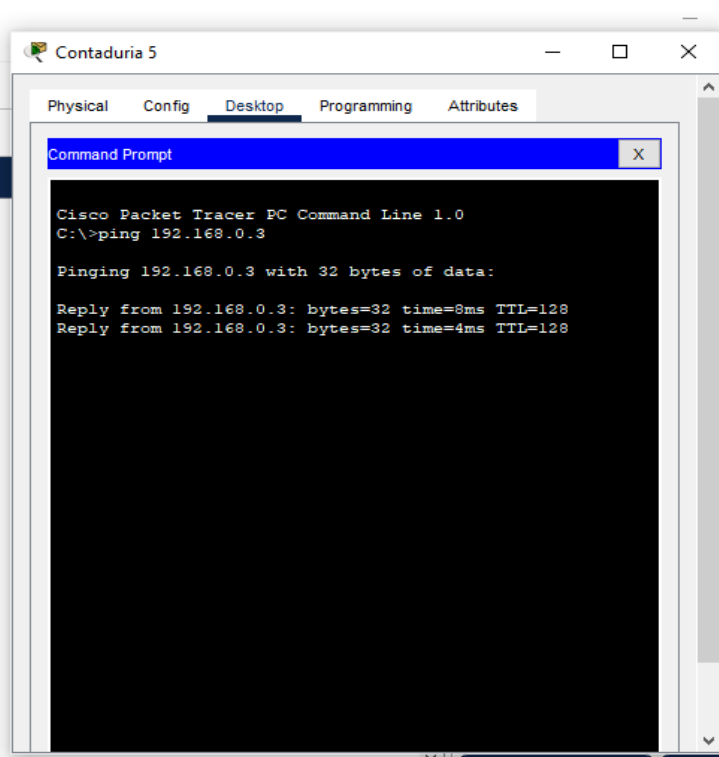 Contaduria 5
Physical Config Desktop Programming Attributes
Command Prompt X
Cisco Packet Tracer PC Command Line 1.0
C:\>ping 192.168.0.3
Pinging 192.168.0.3 with 32 bytes of data:
Reply from 192.168.0.3: bytes=32 time=8ms TTL=128
Reply from 192.168.0.3: bytes=32 time=4ms TTL=128